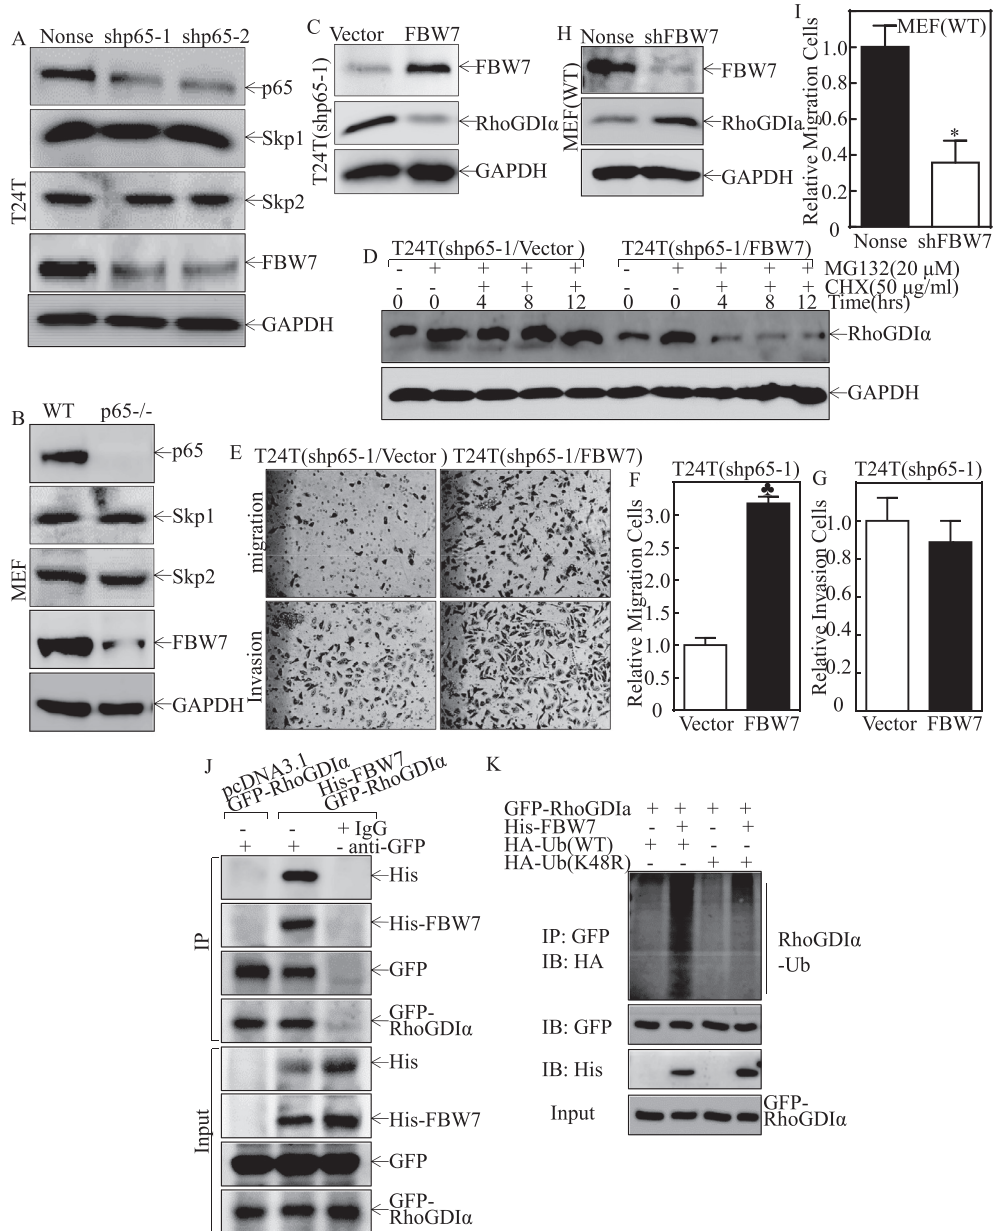 A
Nonse shp65-1 shp65-2
p65
Skp1
Skp2
FBW7
GAPDH
T24T
B
WT p65-/-
p65
Skp1
Skp2
FBW7
GAPDH
MEF
C
Vector FBW7
FBW7
RhoGDIα
GAPDH
T24T(shp65-1)
D
T24T(shp65-1/Vector ) T24T(shp65-1/FBW7)
- + + + + - + + + + MG132(20 μM)
+ + + + + + CHX(50 μg/ml)
0 0 4 8 12 0 0 4 8 12 Time(hrs)
RhoGDIα
GAPDH
E
T24T(shp65-1/Vector ) T24T(shp65-1/FBW7)
migration
Invasion
F
T24T(shp65-1)
Relative Migration Cells
3.0
2.5
2.0
1.5
1.0
0.5
0
♣
Vector FBW7
G
T24T(shp65-1)
Relative Invasion Cells
1.0
0.8
0.6
0.4
0.2
0
Vector FBW7
H
Nonse shFBW7
FBW7
RhoGDIa
GAPDH
MEF(WT)
I
MEF(WT)
Relative Migration Cells
1.0
0.8
0.6
0.4
0.2
0
*
Nonse shFBW7
J
pcDNA3.1
GFP-RhoGDIα
His-FBW7
GFP-RhoGDIα
- - + IgG
+ + - anti-GFP
IP
His
His-FBW7
GFP
GFP-
RhoGDIα
Input
His
His-FBW7
GFP
GFP-
RhoGDIα
K
GFP-RhoGDIa + + + +
His-FBW7 - + - +
HA-Ub(WT) + + - -
HA-Ub(K48R) - - + +
IP: GFP
IB: HA
RhoGDIα
-Ub
IB: GFP
IB: His
Input
GFP-
RhoGDIα